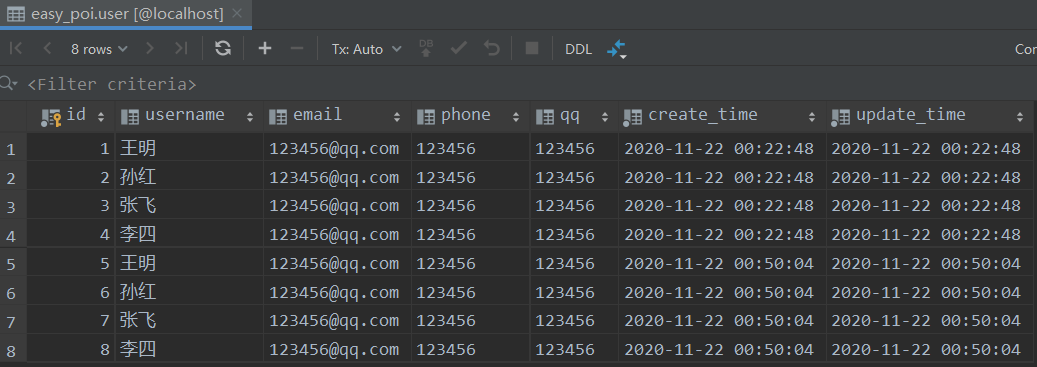 easy_poi.user [@localhost]
8 rows Tx: Auto DB DDL Cor
<Filter criteria>
id username email phone qq create_time update_time
1 1 王明 123456@qq.com 123456 123456 2020-11-22 00:22:48 2020-11-22 00:22:48
2 2 孙红 123456@qq.com 123456 123456 2020-11-22 00:22:48 2020-11-22 00:22:48
3 3 张飞 123456@qq.com 123456 123456 2020-11-22 00:22:48 2020-11-22 00:22:48
4 4 李四 123456@qq.com 123456 123456 2020-11-22 00:22:48 2020-11-22 00:22:48
5 5 王明 123456@qq.com 123456 123456 2020-11-22 00:50:04 2020-11-22 00:50:04
6 6 孙红 123456@qq.com 123456 123456 2020-11-22 00:50:04 2020-11-22 00:50:04
7 7 张飞 123456@qq.com 123456 123456 2020-11-22 00:50:04 2020-11-22 00:50:04
8 8 李四 123456@qq.com 123456 123456 2020-11-22 00:50:04 2020-11-22 00:50:04